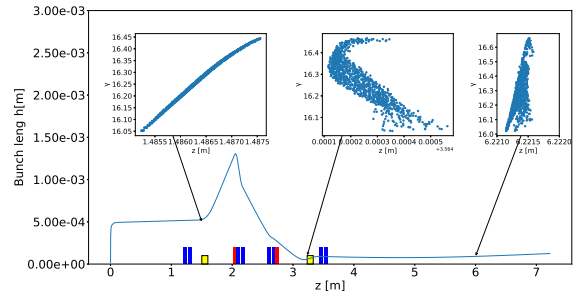 3.00e-03
2.50e-03
2.00e-03
1.50e-03
1.00e-03
5.00e-04
0.00e+00
Bunch leng h[m]
0 1 2 3 4 5 6 7
z [m]
16.45
16.40
16.35
16.30
16.25
16.20
16.15
16.10
16.05
γ
1.4855 1.4860 1.4865 1.4870 1.4875
z [m]
16.4
16.3
16.2
16.1
γ
0.0001 0.0002 0.0003 0.0004 0.0005
z [m]
+3.564
16.6
16.5
16.4
16.3
16.2
16.1
16.0
γ
6.2210 6.2215 6.2220
z [m]